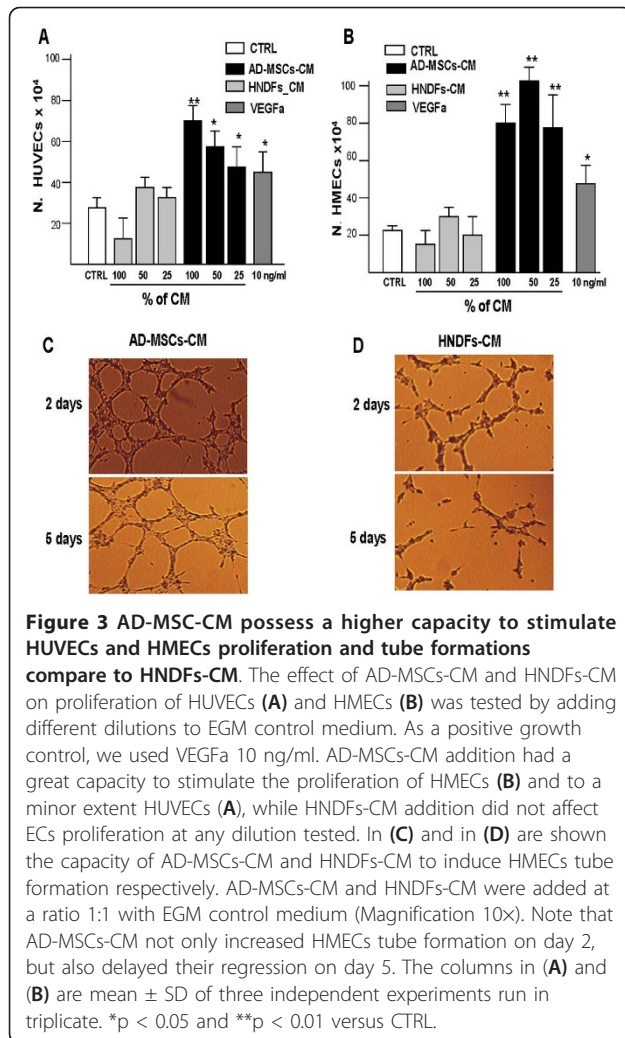 A
CTRL
AD-MSCs-CM
HNDFs_CM
VEGFa
N. HUVECs x 10⁴
100
80
60
40
20
**
*
*
*
CTRL 100 50 25 100 50 25 10 ng/ml
% of CM
B
CTRL
AD-MSCs-CM
HNDFs-CM
VEGFa
N. HMECs x10⁴
100
80
60
40
20
**
**
**
*
CTRL 100 50 25 100 50 25 10 ng/ml
% of CM
C
AD-MSCs-CM
2 days
5 days
D
HNDFs-CM
2 days
5 days
Figure 3 AD-MSC-CM possess a higher capacity to stimulate
HUVECs and HMECs proliferation and tube formations
compare to HNDFs-CM. The effect of AD-MSCs-CM and HNDFs-CM
on proliferation of HUVECs (A) and HMECs (B) was tested by adding
different dilutions to EGM control medium. As a positive growth
control, we used VEGFa 10 ng/ml. AD-MSCs-CM addition had a
great capacity to stimulate the proliferation of HMECs (B) and to a
minor extent HUVECs (A), while HNDFs-CM addition did not affect
ECs proliferation at any dilution tested. In (C) and in (D) are shown
the capacity of AD-MSCs-CM and HNDFs-CM to induce HMECs tube
formation respectively. AD-MSCs-CM and HNDFs-CM were added at
a ratio 1:1 with EGM control medium (Magnification 10×). Note that
AD-MSCs-CM not only increased HMECs tube formation on day 2,
but also delayed their regression on day 5. The columns in (A) and
(B) are mean ± SD of three independent experiments run in
triplicate. *p < 0.05 and **p < 0.01 versus CTRL.